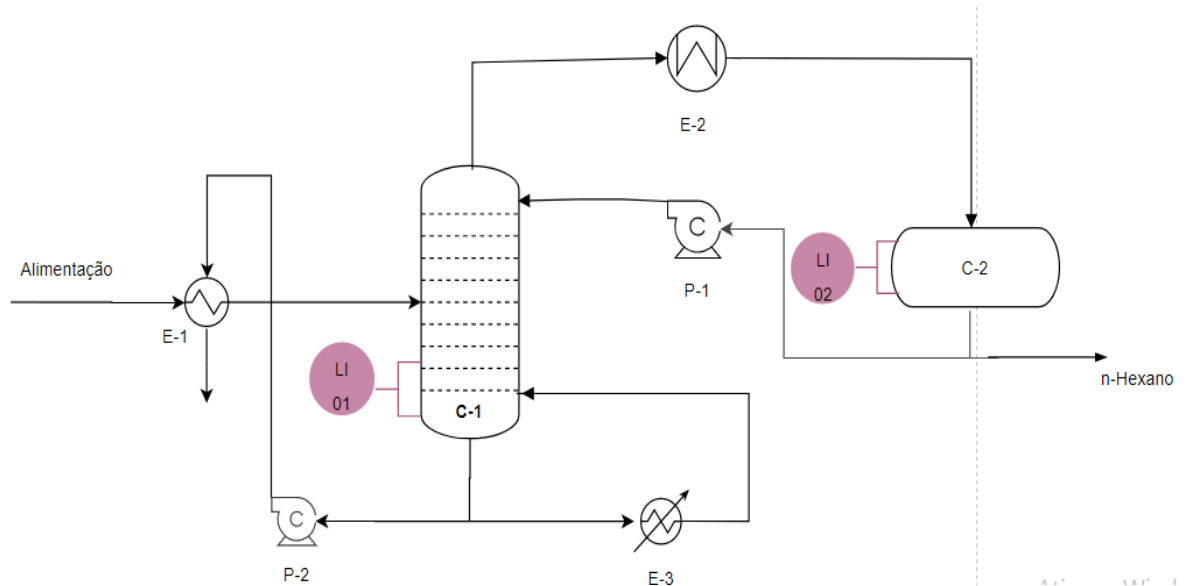 E-2
Alimentação
E-1
C
P-1
LI
02
C-2
n-Hexano
LI
01
C-1
C
P-2
E-3